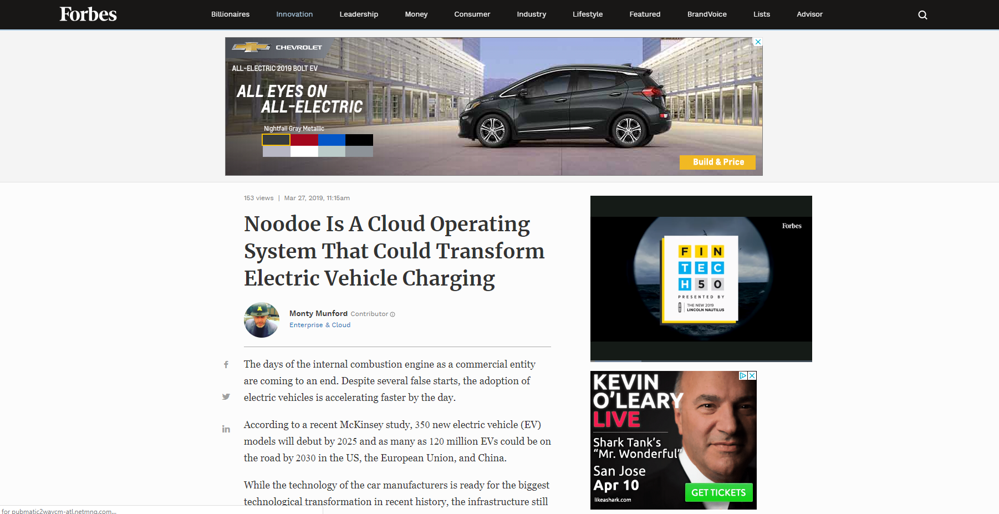 Forbes
Billionaires Innovation Leadership Money Consumer Industry Lifestyle Featured BrandVoice Lists Advisor
CHEVROLET
ALL-ELECTRIC 2019 BOLT EV
ALL EYES ON
ALL-ELECTRIC
Nightfall Gray Metallic
Build & Price
153 views | Mar 27, 2019, 11:15am
Noodoe Is A Cloud Operating
System That Could Transform
Electric Vehicle Charging
Monty Munford Contributor
Enterprise & Cloud
The days of the internal combustion engine as a commercial entity
are coming to an end. Despite several false starts, the adoption of
electric vehicles is accelerating faster by the day.
According to a recent McKinsey study, 350 new electric vehicle (EV)
models will debut by 2025 and as many as 120 million EVs could be on
the road by 2030 in the US, the European Union, and China.
While the technology of the car manufacturers is ready for the biggest
technological transformation in recent history, the infrastructure still
Forbes
FIN
TEC
H50
PRESENTED BY
THE NEW 2019
LINCOLN NAUTILUS
KEVIN
O'LEARY
LIVE
Shark Tank's
"Mr. Wonderful"
San Jose
Apr 10
GET TICKETS
likeashark.com
for pubmatic2waycm-atl.netmng.com...